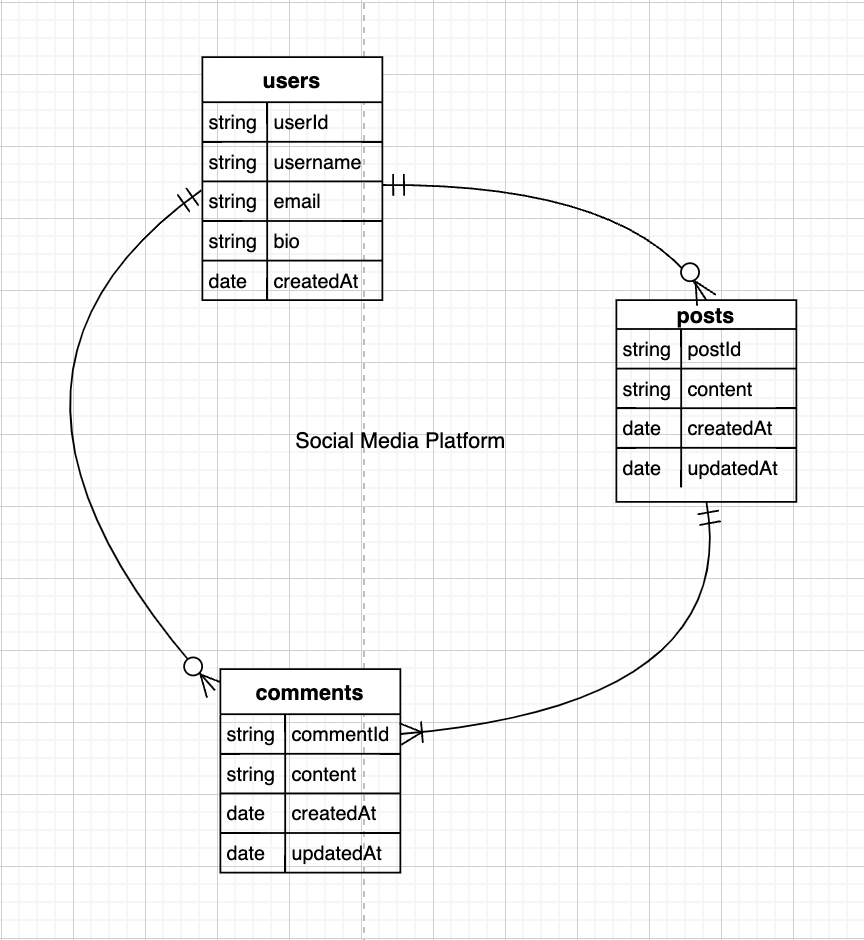 users
string userId
string username
string email
string bio
date createdAt
posts
string postId
string content
date createdAt
date updatedAt
Social Media Platform
comments
string commentId
string content
date createdAt
date updatedAt